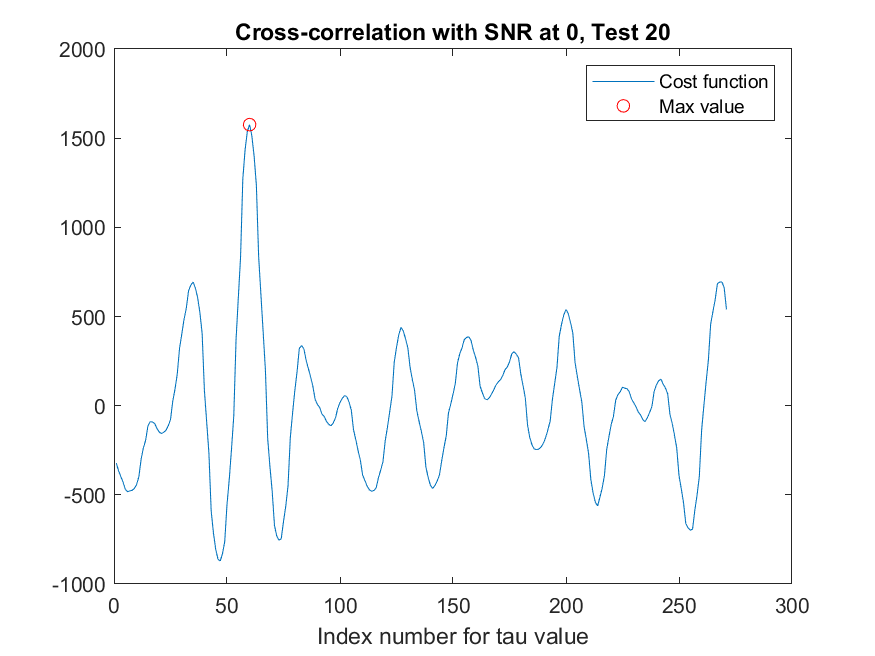 Cross-correlation with SNR at 0, Test 20
2000
1500
1000
500
0
-500
-1000
0 50 100 150 200 250 300
Index number for tau value
Cost function
Max value